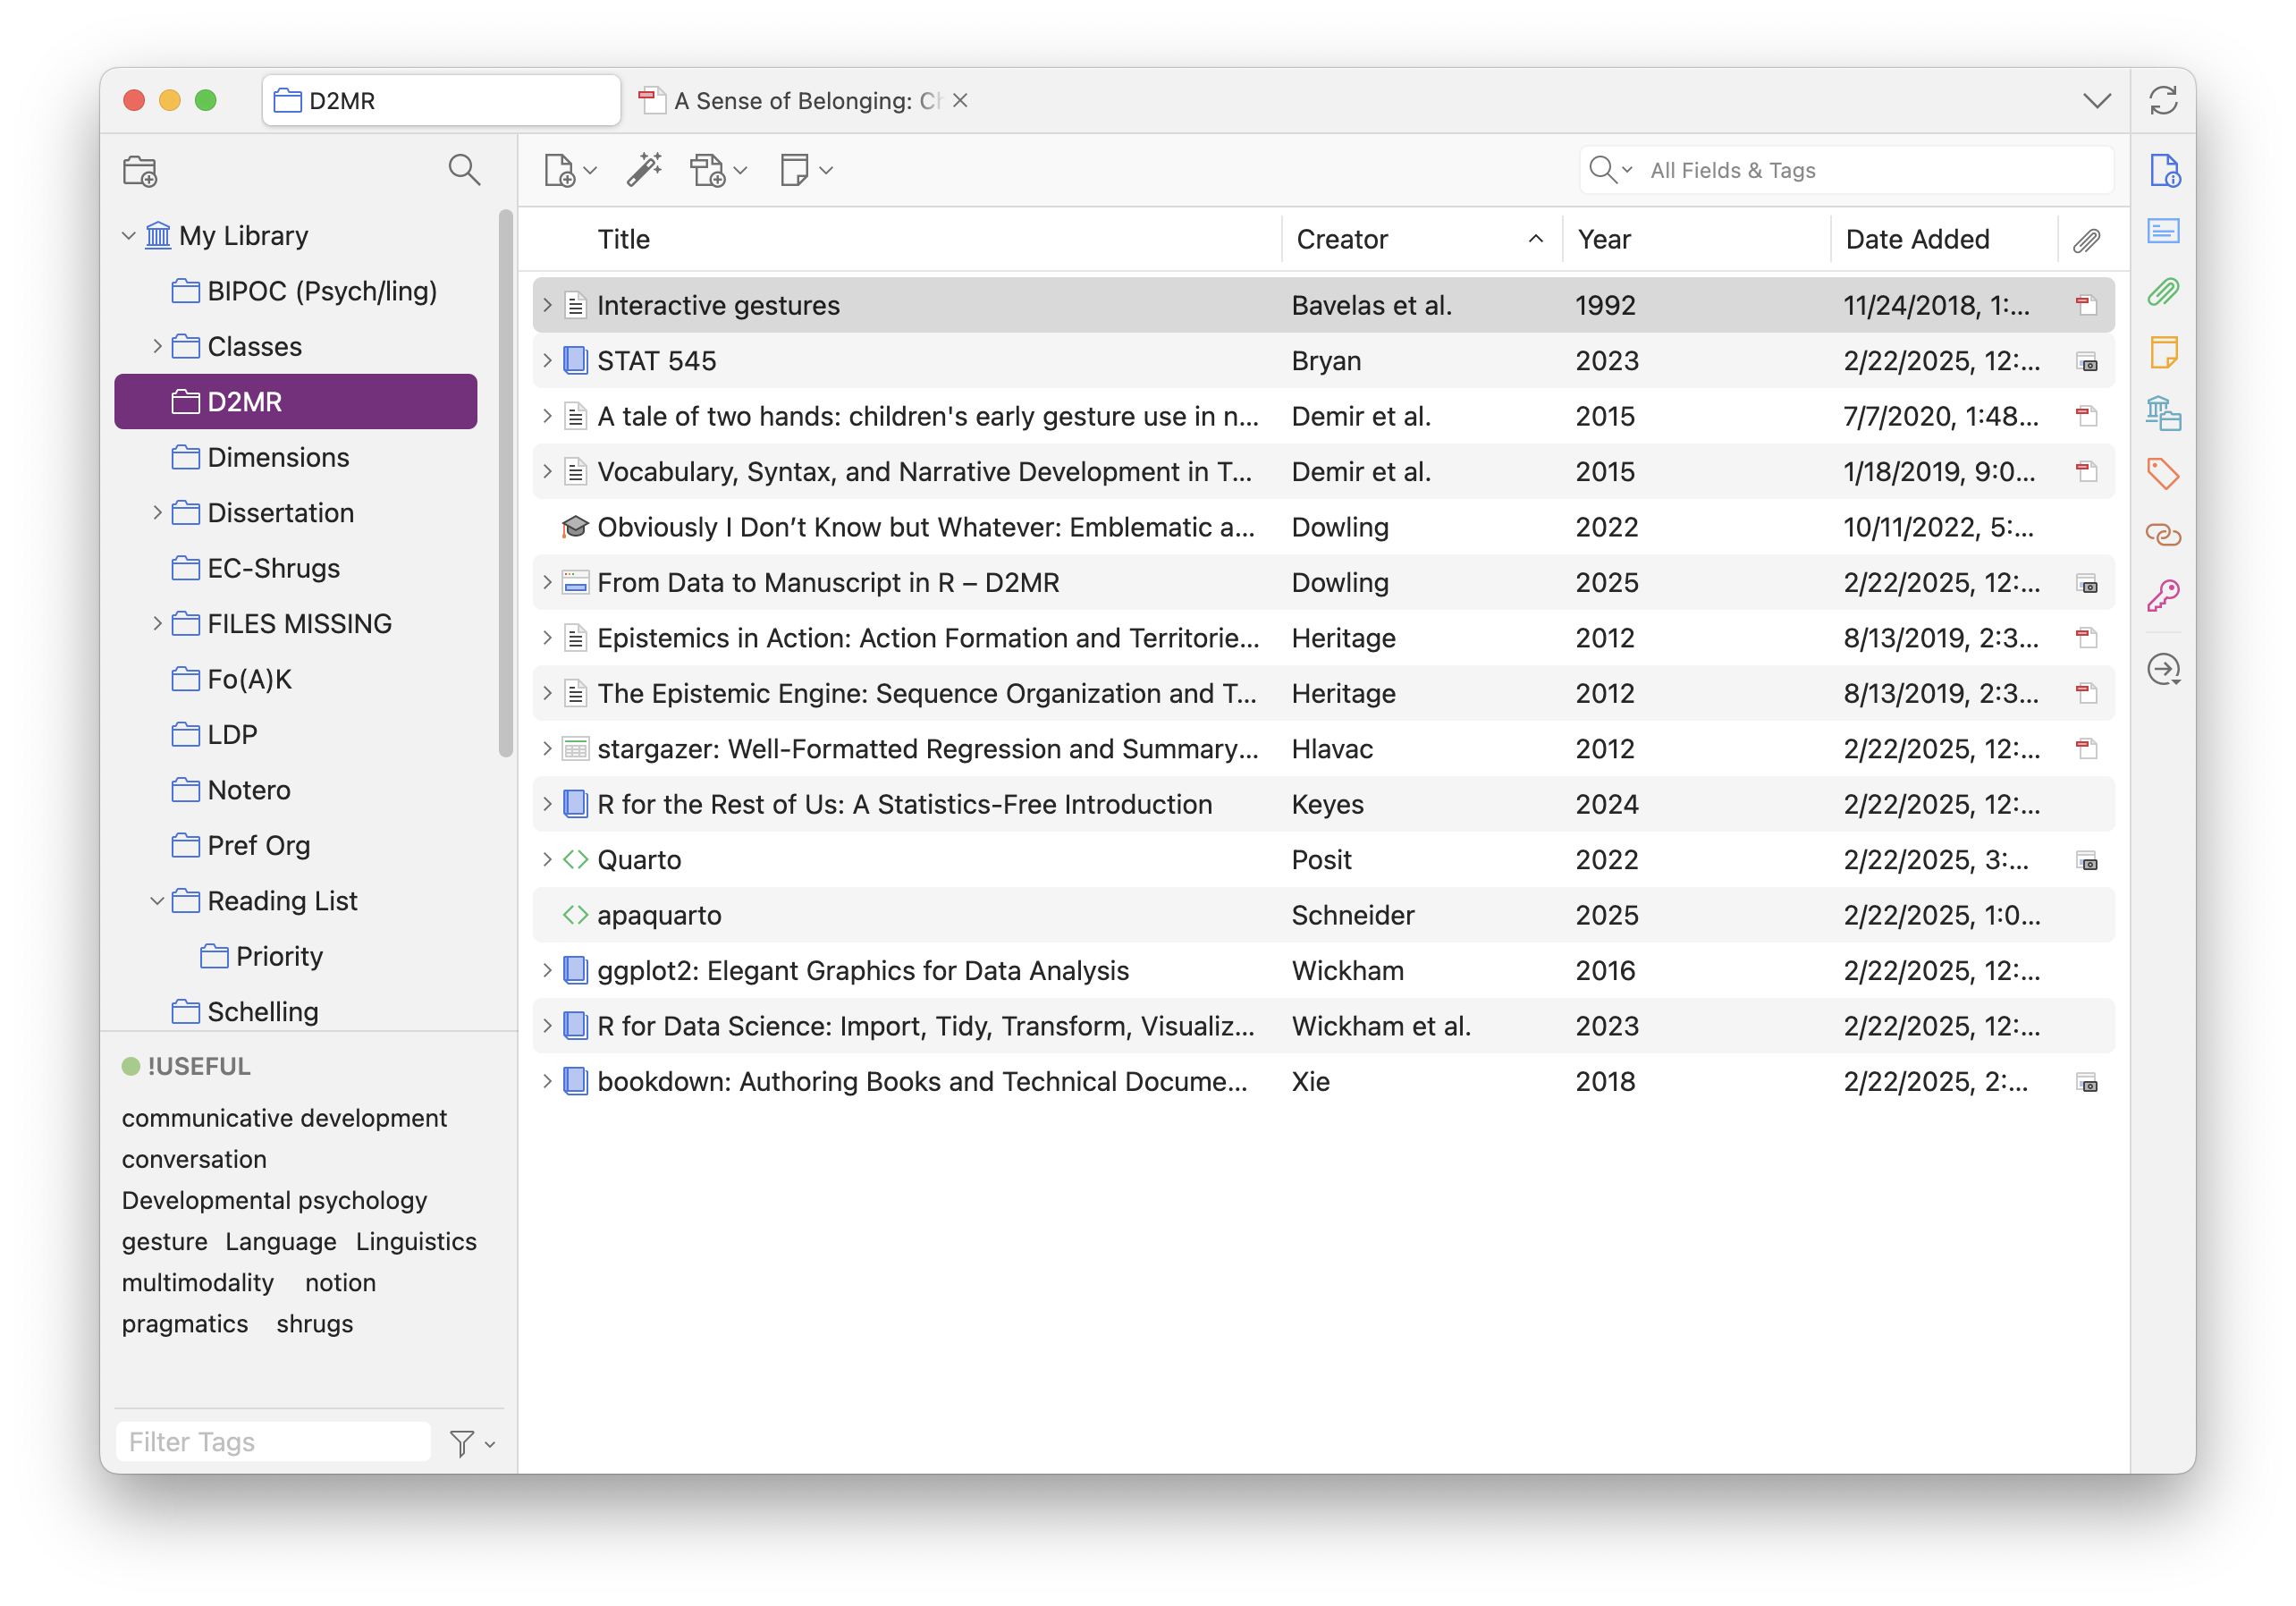 D2MR
A Sense of Belonging: Ch
All Fields & Tags
My Library
BIPOC (Psych/ling)
Classes
D2MR
Dimensions
Dissertation
EC-Shrugs
FILES MISSING
Fo(A)K
LDP
Notero
Pref Org
Reading List
Priority
Schelling
!USEFUL
communicative development
conversation
Developmental psychology
gesture Language Linguistics
multimodality notion
pragmatics shrugs
Filter Tags
Title Creator Year Date Added
Interactive gestures Bavelas et al. 1992 11/24/2018, 1:...
STAT 545 Bryan 2023 2/22/2025, 12:...
A tale of two hands: children's early gesture use in n... Demir et al. 2015 7/7/2020, 1:48...
Vocabulary, Syntax, and Narrative Development in T... Demir et al. 2015 1/18/2019, 9:0...
Obviously I Don’t Know but Whatever: Emblematic a... Dowling 2022 10/11/2022, 5:...
From Data to Manuscript in R – D2MR Dowling 2025 2/22/2025, 12:...
Epistemics in Action: Action Formation and Territorie... Heritage 2012 8/13/2019, 2:3...
The Epistemic Engine: Sequence Organization and T... Heritage 2012 8/13/2019, 2:3...
stargazer: Well-Formatted Regression and Summary... Hlavac 2012 2/22/2025, 12:...
R for the Rest of Us: A Statistics-Free Introduction Keyes 2024 2/22/2025, 12:...
Quarto Posit 2022 2/22/2025, 3:...
apaquarto Schneider 2025 2/22/2025, 1:0...
ggplot2: Elegant Graphics for Data Analysis Wickham 2016 2/22/2025, 12:...
R for Data Science: Import, Tidy, Transform, Visualiz... Wickham et al. 2023 2/22/2025, 12:...
bookdown: Authoring Books and Technical Docume... Xie 2018 2/22/2025, 2:...